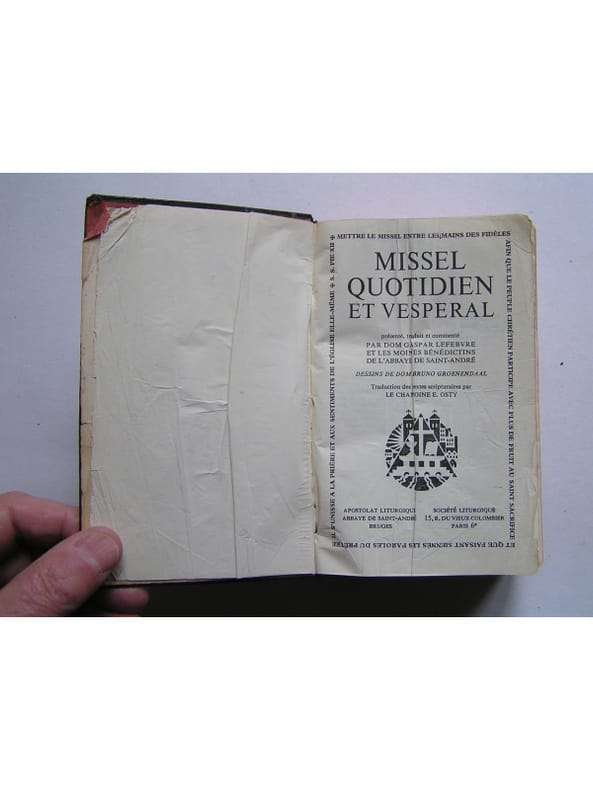 ✠ METTRE LE MISSEL ENTRE LES MAINS DES FIDÈLES
AFIN QUE LE PEUPLE CHRÉTIEN PARTICIPE AVEC PLUS DE FRUIT AU SAINT SACRIFICE
ET QUE FAISANT SIENNES LES PAROLES DU PRÊTRE
IL S'UNISSE A LA PRIÈRE ET AUX SENTIMENTS DE L'ÉGLISE ELLE-MÊME ✠ S. S. PIE XII
MISSEL
QUOTIDIEN
ET VESPERAL
présenté, traduit et commenté
PAR DOM GASPAR LEFEBVRE
ET LES MOINES BÉNÉDICTINS
DE L'ABBAYE DE SAINT-ANDRÉ
DESSINS DE DOM BRUNO GROENENDAAL
Traduction des textes scripturaires par
LE CHANOINE E. OSTY
APOSTOLAT LITURGIQUE
ABBAYE DE SAINT-ANDRÉ
BRUGES
SOCIÉTÉ LITURGIQUE
15, R. DU VIEUX COLOMBIER
PARIS 6e